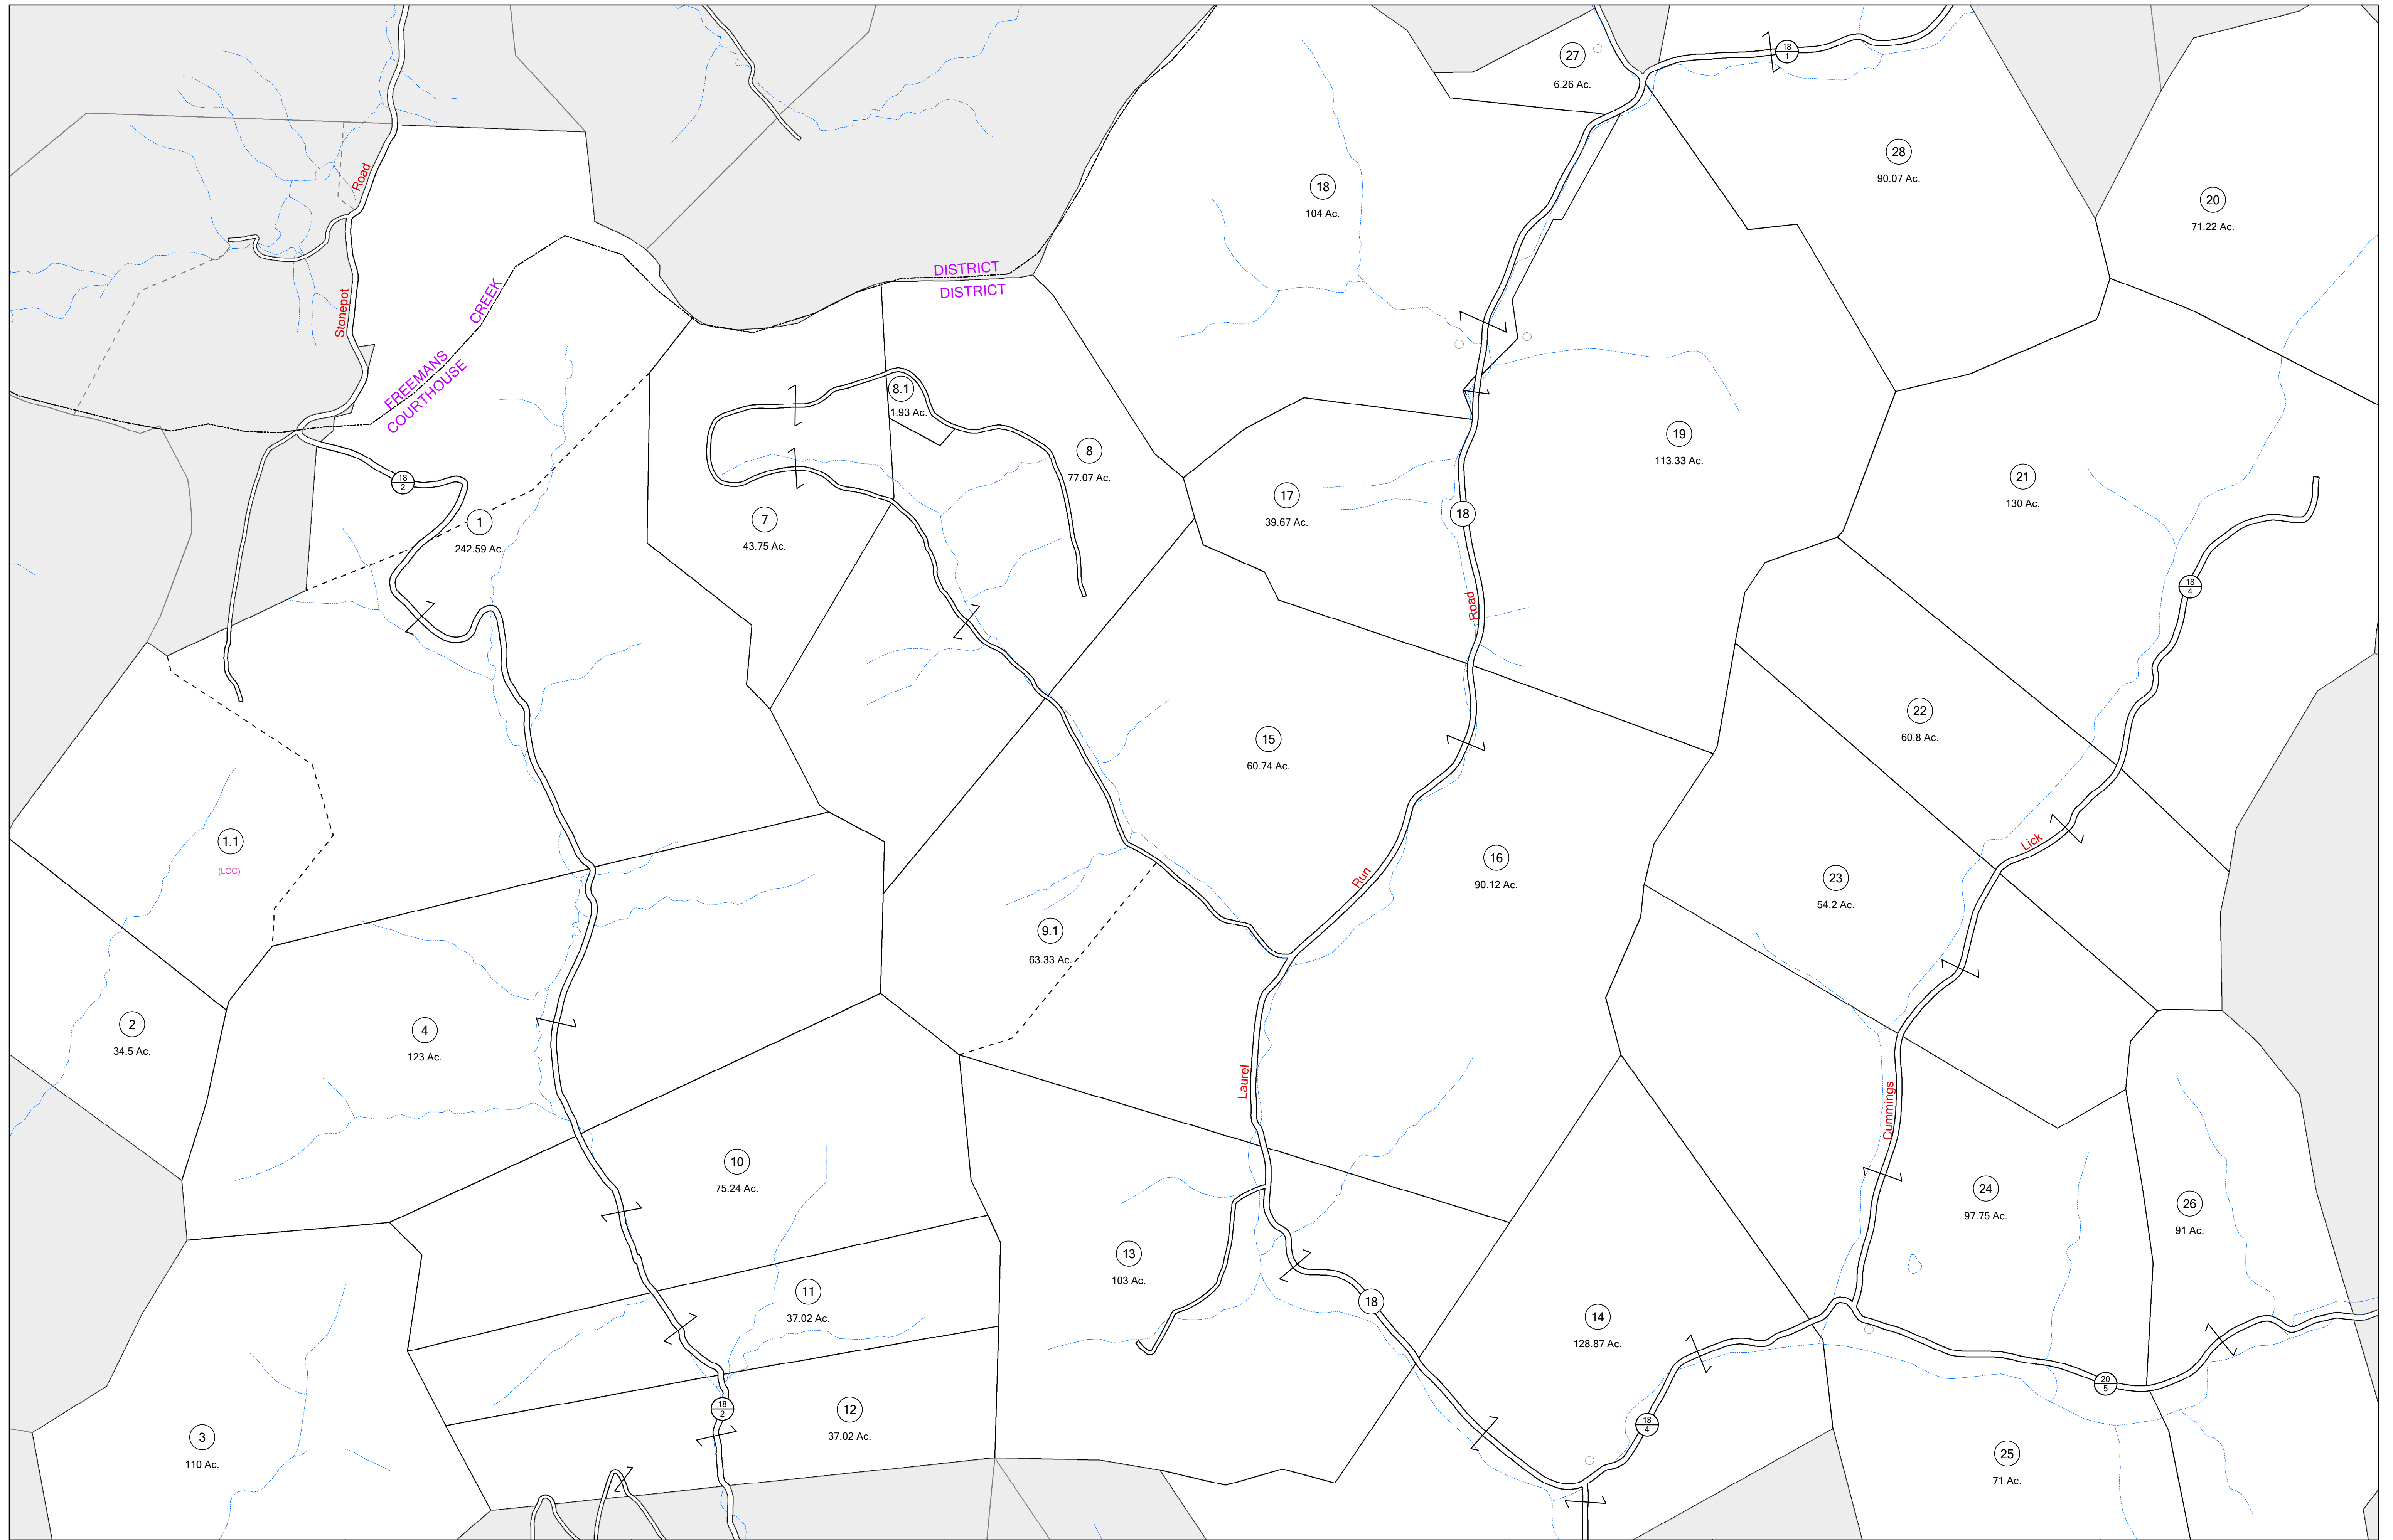 27
6.26 Ac.
18
1
28
90.07 Ac.
Road
18
104 Ac.
20
71.22 Ac.
DISTRICT
DISTRICT
CREEK
Stonepot
FREEMANS
COURTHOUSE
8.1
1.93 Ac.
8
77.07 Ac.
19
113.33 Ac.
18
2
1
242.59 Ac.
7
43.75 Ac.
17
39.67 Ac.
18
21
130 Ac.
18
4
Road
22
60.8 Ac.
15
60.74 Ac.
1.1
(LOC)
Lick
16
90.12 Ac.
Run
23
54.2 Ac.
9.1
63.33 Ac.
2
34.5 Ac.
4
123 Ac.
Laurel
Cummings
10
75.24 Ac.
24
97.75 Ac.
26
91 Ac.
13
103 Ac.
11
37.02 Ac.
18
14
128.87 Ac.
20
5
18
2
12
37.02 Ac.
18
4
3
110 Ac.
25
71 Ac.